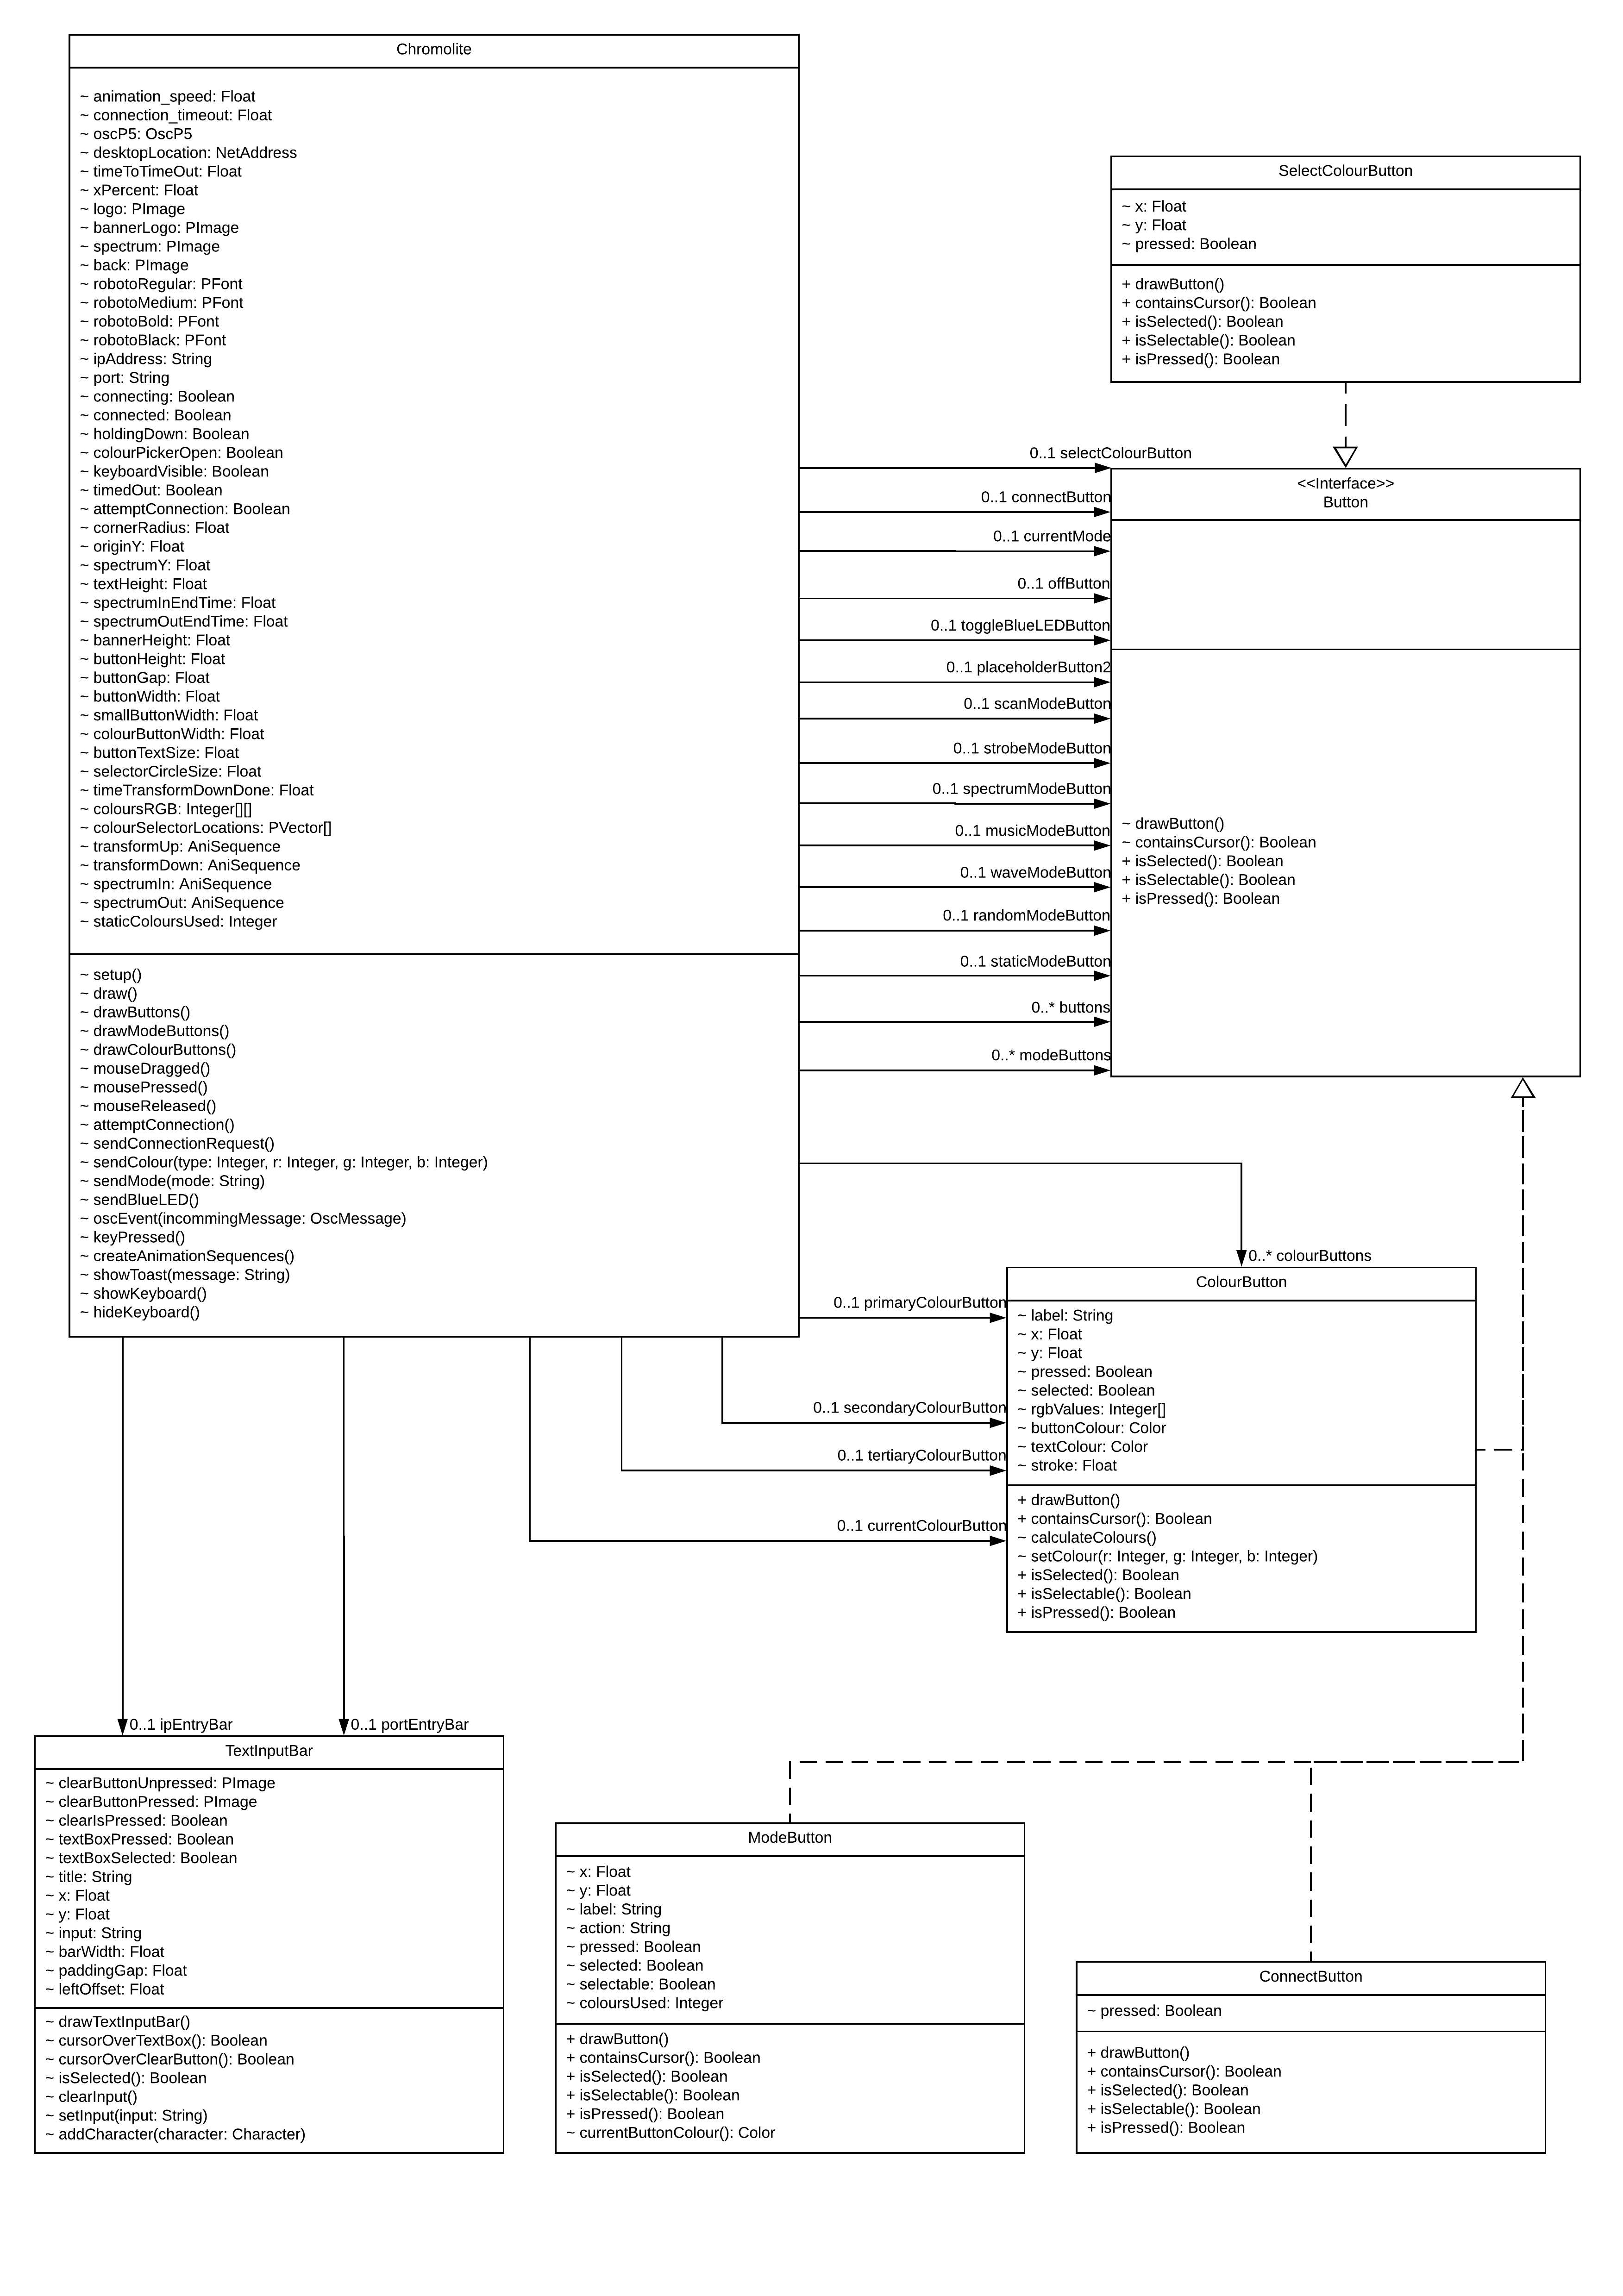 Chromolite
~ animation_speed: Float
~ connection_timeout: Float
~ oscP5: OscP5
~ desktopLocation: NetAddress
~ timeToTimeOut: Float
~ xPercent: Float
~ logo: PImage
~ bannerLogo: PImage
~ spectrum: PImage
~ back: PImage
~ robotoRegular: PFont
~ robotoMedium: PFont
~ robotoBold: PFont
~ robotoBlack: PFont
~ ipAddress: String
~ port: String
~ connecting: Boolean
~ connected: Boolean
~ holdingDown: Boolean
~ colourPickerOpen: Boolean
~ keyboardVisible: Boolean
~ timedOut: Boolean
~ attemptConnection: Boolean
~ cornerRadius: Float
~ originY: Float
~ spectrumY: Float
~ textHeight: Float
~ spectrumInEndTime: Float
~ spectrumOutEndTime: Float
~ bannerHeight: Float
~ buttonHeight: Float
~ buttonGap: Float
~ buttonWidth: Float
~ smallButtonWidth: Float
~ colourButtonWidth: Float
~ buttonTextSize: Float
~ selectorCircleSize: Float
~ timeTransformDownDone: Float
~ coloursRGB: Integer[][]
~ colourSelectorLocations: PVector[]
~ transformUp: AniSequence
~ transformDown: AniSequence
~ spectrumIn: AniSequence
~ spectrumOut: AniSequence
~ staticColoursUsed: Integer
~ setup()
~ draw()
~ drawButtons()
~ drawModeButtons()
~ drawColourButtons()
~ mouseDragged()
~ mousePressed()
~ mouseReleased()
~ attemptConnection()
~ sendConnectionRequest()
~ sendColour(type: Integer, r: Integer, g: Integer, b: Integer)
~ sendMode(mode: String)
~ sendBlueLED()
~ oscEvent(incommingMessage: OscMessage)
~ keyPressed()
~ createAnimationSequences()
~ showToast(message: String)
~ showKeyboard()
~ hideKeyboard()
SelectColourButton
~ x: Float
~ y: Float
~ pressed: Boolean
+ drawButton()
+ containsCursor(): Boolean
+ isSelected(): Boolean
+ isSelectable(): Boolean
+ isPressed(): Boolean
0..1 selectColourButton
0..1 connectButton
0..1 currentMode
0..1 offButton
0..1 toggleBlueLEDButton
0..1 placeholderButton2
0..1 scanModeButton
0..1 strobeModeButton
0..1 spectrumModeButton
0..1 musicModeButton
0..1 waveModeButton
0..1 randomModeButton
0..1 staticModeButton
0..* buttons
0..* modeButtons
<<Interface>>
Button
~ drawButton()
~ containsCursor(): Boolean
+ isSelected(): Boolean
+ isSelectable(): Boolean
+ isPressed(): Boolean
0..* colourButtons
0..1 primaryColourButton
0..1 secondaryColourButton
0..1 tertiaryColourButton
0..1 currentColourButton
ColourButton
~ label: String
~ x: Float
~ y: Float
~ pressed: Boolean
~ selected: Boolean
~ rgbValues: Integer[]
~ buttonColour: Color
~ textColour: Color
~ stroke: Float
+ drawButton()
+ containsCursor(): Boolean
~ calculateColours()
~ setColour(r: Integer, g: Integer, b: Integer)
+ isSelected(): Boolean
+ isSelectable(): Boolean
+ isPressed(): Boolean
0..1 ipEntryBar
0..1 portEntryBar
TextInputBar
~ clearButtonUnpressed: PImage
~ clearButtonPressed: PImage
~ clearIsPressed: Boolean
~ textBoxPressed: Boolean
~ textBoxSelected: Boolean
~ title: String
~ x: Float
~ y: Float
~ input: String
~ barWidth: Float
~ paddingGap: Float
~ leftOffset: Float
~ drawTextInputBar()
~ cursorOverTextBox(): Boolean
~ cursorOverClearButton(): Boolean
~ isSelected(): Boolean
~ clearInput()
~ setInput(input: String)
~ addCharacter(character: Character)
ModeButton
~ x: Float
~ y: Float
~ label: String
~ action: String
~ pressed: Boolean
~ selected: Boolean
~ selectable: Boolean
~ coloursUsed: Integer
+ drawButton()
+ containsCursor(): Boolean
+ isSelected(): Boolean
+ isSelectable(): Boolean
+ isPressed(): Boolean
~ currentButtonColour(): Color
ConnectButton
~ pressed: Boolean
+ drawButton()
+ containsCursor(): Boolean
+ isSelected(): Boolean
+ isSelectable(): Boolean
+ isPressed(): Boolean